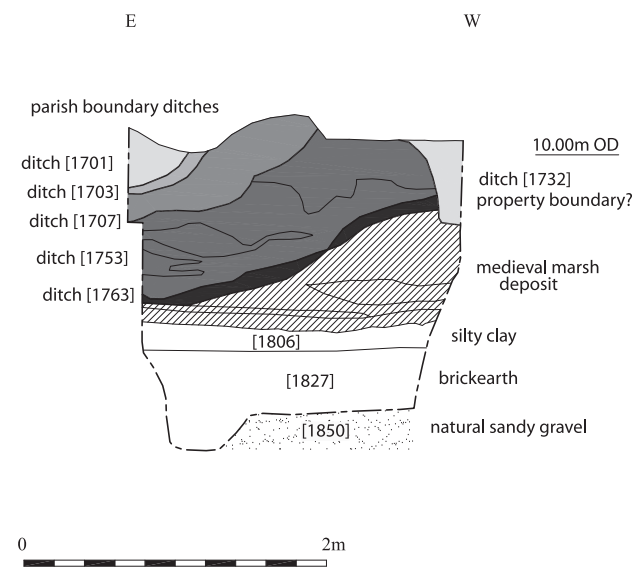 E
W
parish boundary ditches
10.00m OD
ditch [1701]
ditch [1703]
ditch [1707]
ditch [1753]
ditch [1763]
ditch [1732]
property boundary?
medieval marsh
deposit
silty clay
[1806]
brickearth
[1827]
natural sandy gravel
[1850]
0
2m